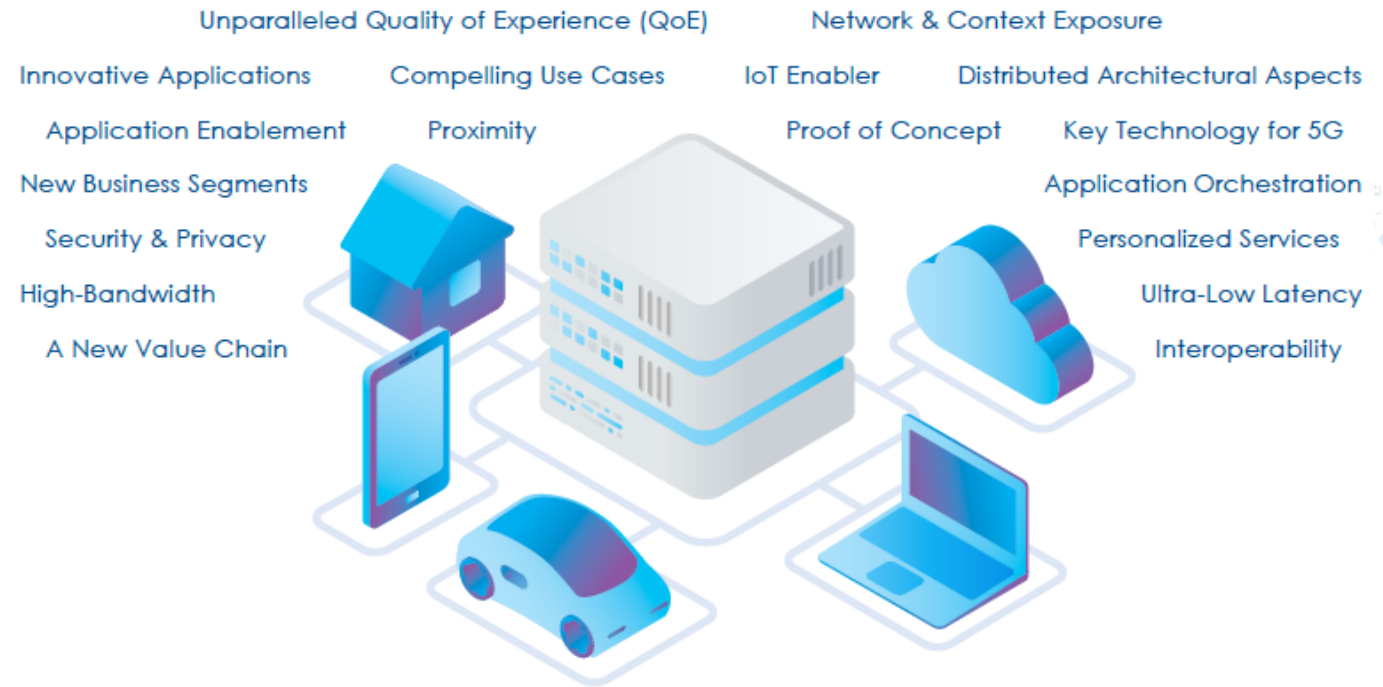 Unparalleled Quality of Experience (QoE) Network & Context Exposure
Innovative Applications Compelling Use Cases IoT Enabler Distributed Architectural Aspects
Application Enablement Proximity Proof of Concept Key Technology for 5G
New Business Segments Application Orchestration
Security & Privacy Personalized Services
High-Bandwidth Ultra-Low Latency
A New Value Chain Interoperability